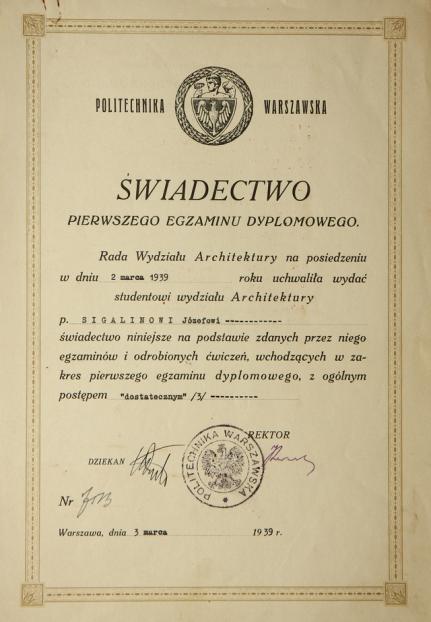 POLITECHNIKA WARSZAWSKA
ŚWIADECTWO
PIERWSZEGO EGZAMINU DYPLOMOWEGO.
Rada Wydziału Architektury na posiedzeniu
w dniu 2 marca 1939 roku uchwaliła wydać
studentowi wydziału Architektury
p. SIGALINOWI Józefowi ------------
świadectwo niniejsze na podstawie zdanych przez niego
egzaminów i odrobionych ćwiczeń, wchodzących w za-
kres pierwszego egzaminu dyplomowego, z ogólnym
postępem "dostatecznym" /3/ ----------
REKTOR
DZIEKAN
POLITECHNIKA WARSZAWSKA
Nr
Warszawa, dnia 3 marca 1939 r.